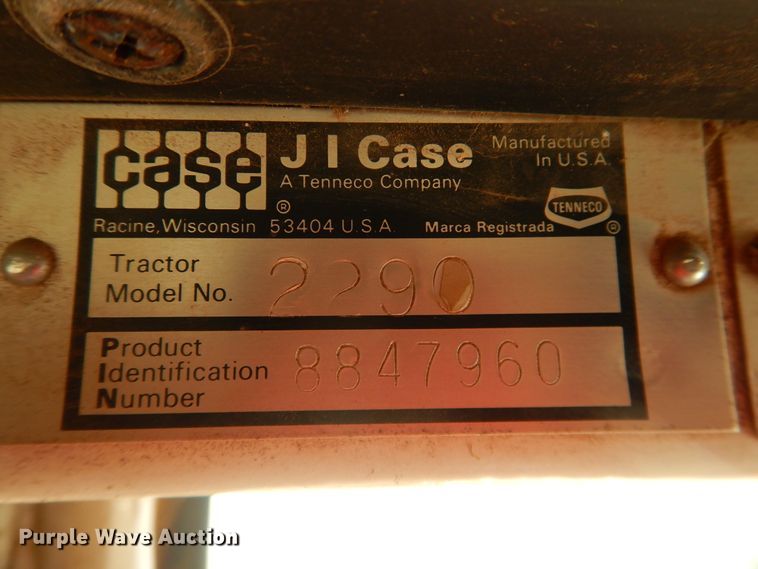 case J I Case Manufactured In U.S.A.
A Tenneco Company
TENNECO
®
Racine, Wisconsin 53404 U.S.A. Marca Registrada ®
Tractor
Model No. 2290
Product
Identification 8847960
Number
Purple Wave Auction